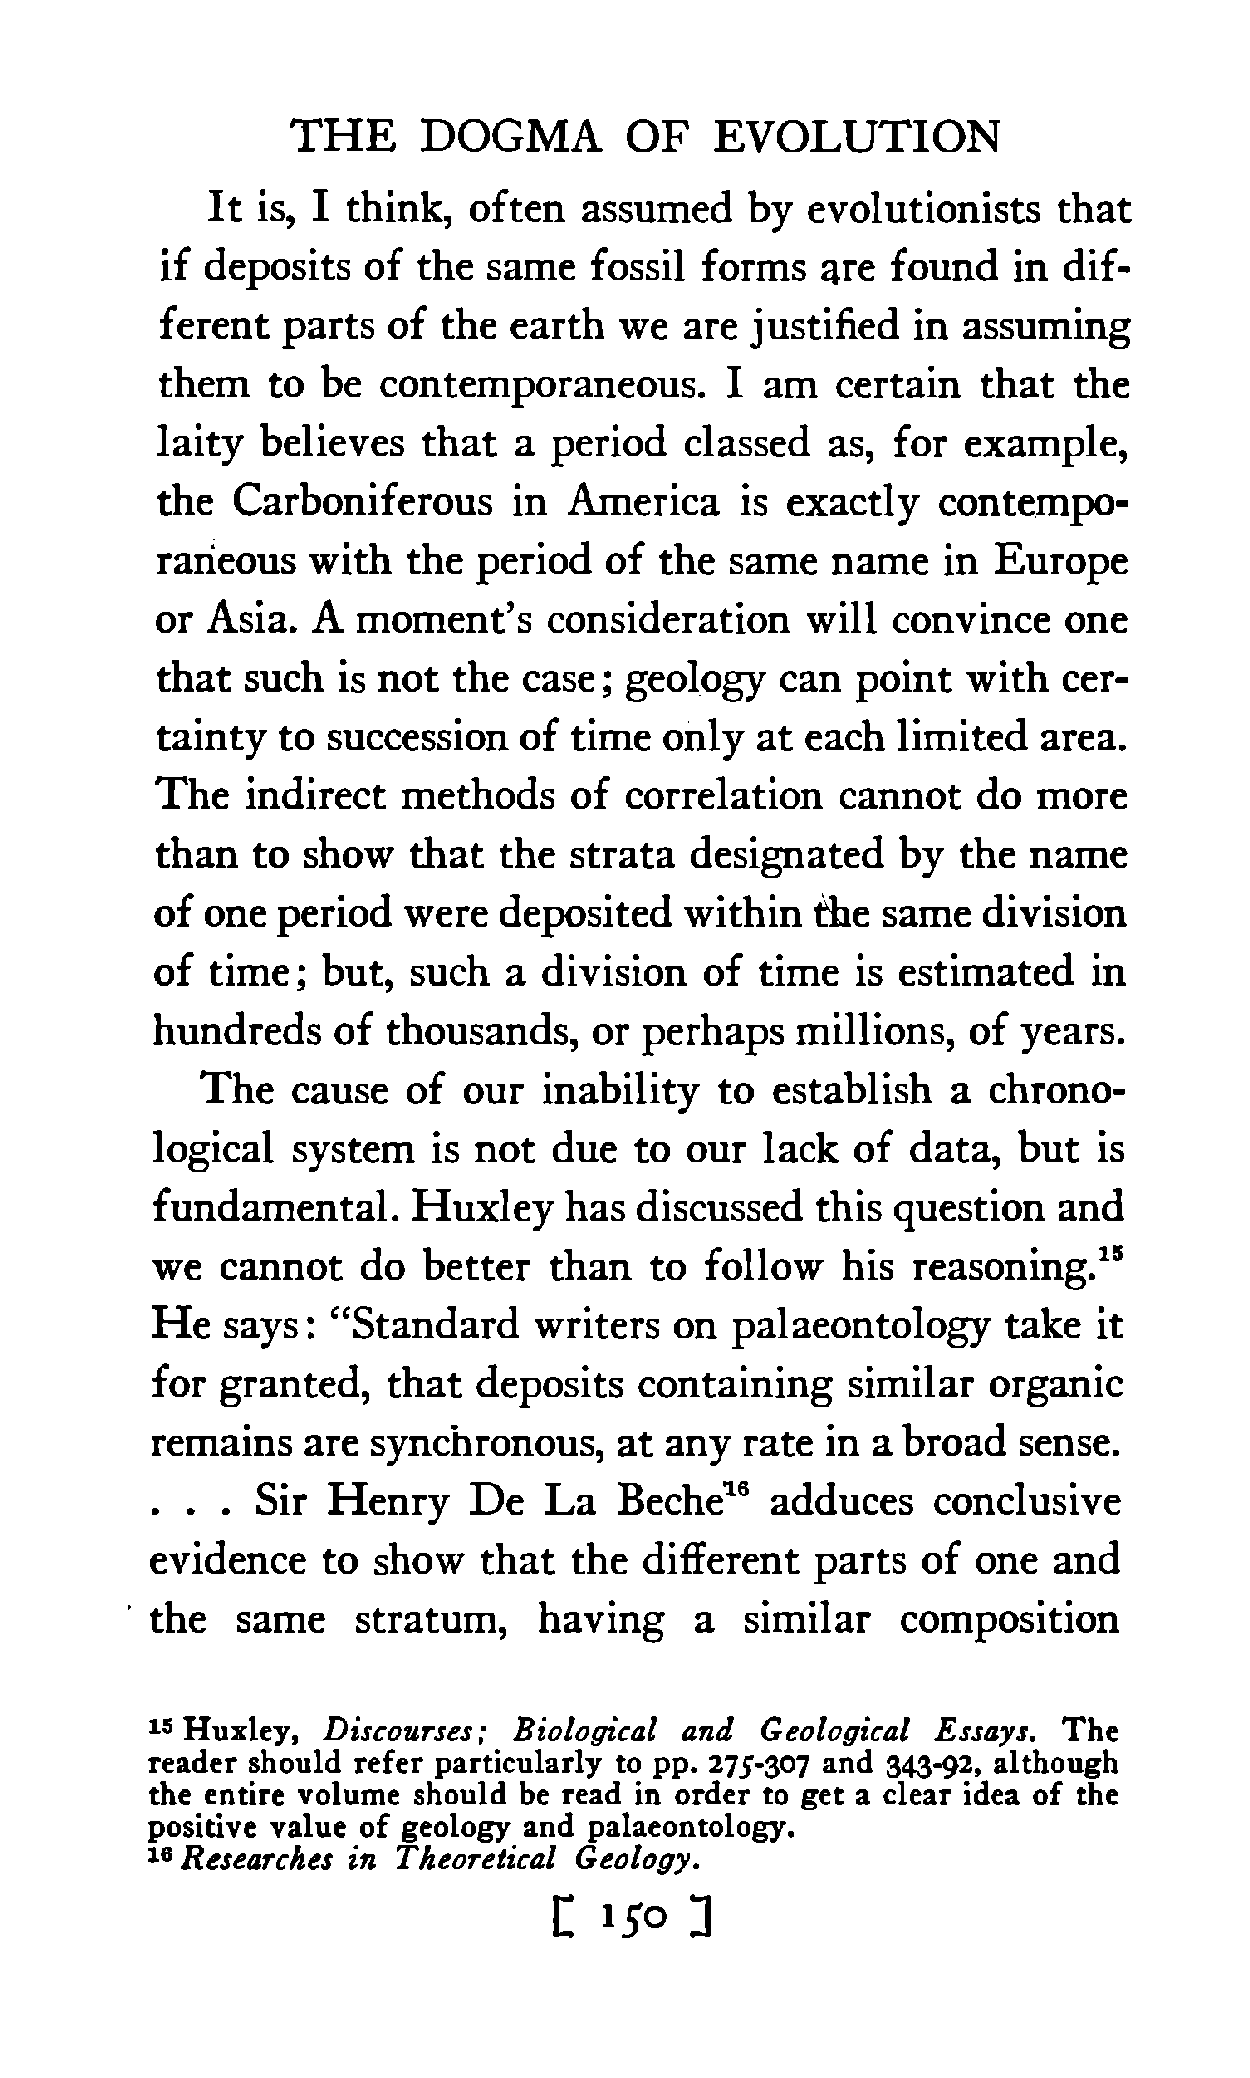 THE DOGMA OF EVOLUTION
It is, I think, often assumed by evolutionists that
if deposits of the same fossil forms are found in dif-
ferent parts of the earth we are justified in assuming
them to be contemporaneous. I am certain that the
laity believes that a period classed as, for example,
the Carboniferous in America is exactly contempo-
raneous with the period of the same name in Europe
or Asia. A moment’s consideration will convince one
that such is not the case; geology can point with cer-
tainty to succession of time only at each limited area.
The indirect methods of correlation cannot do more
than to show that the strata designated by the name
of one period were deposited within the same division
of time; but, such a division of time is estimated in
hundreds of thousands, or perhaps millions, of years.
The cause of our inability to establish a chrono-
logical system is not due to our lack of data, but is
fundamental. Huxley has discussed this question and
we cannot do better than to follow his reasoning.¹⁵
He says: “Standard writers on palaeontology take it
for granted, that deposits containing similar organic
remains are synchronous, at any rate in a broad sense.
. . . Sir Henry De La Beche¹⁶ adduces conclusive
evidence to show that the different parts of one and
the same stratum, having a similar composition
¹⁵ Huxley, Discourses; Biological and Geological Essays. The
reader should refer particularly to pp. 275-307 and 343-92, although
the entire volume should be read in order to get a clear idea of the
positive value of geology and palaeontology.
¹⁶ Researches in Theoretical Geology.
[ 150 ]